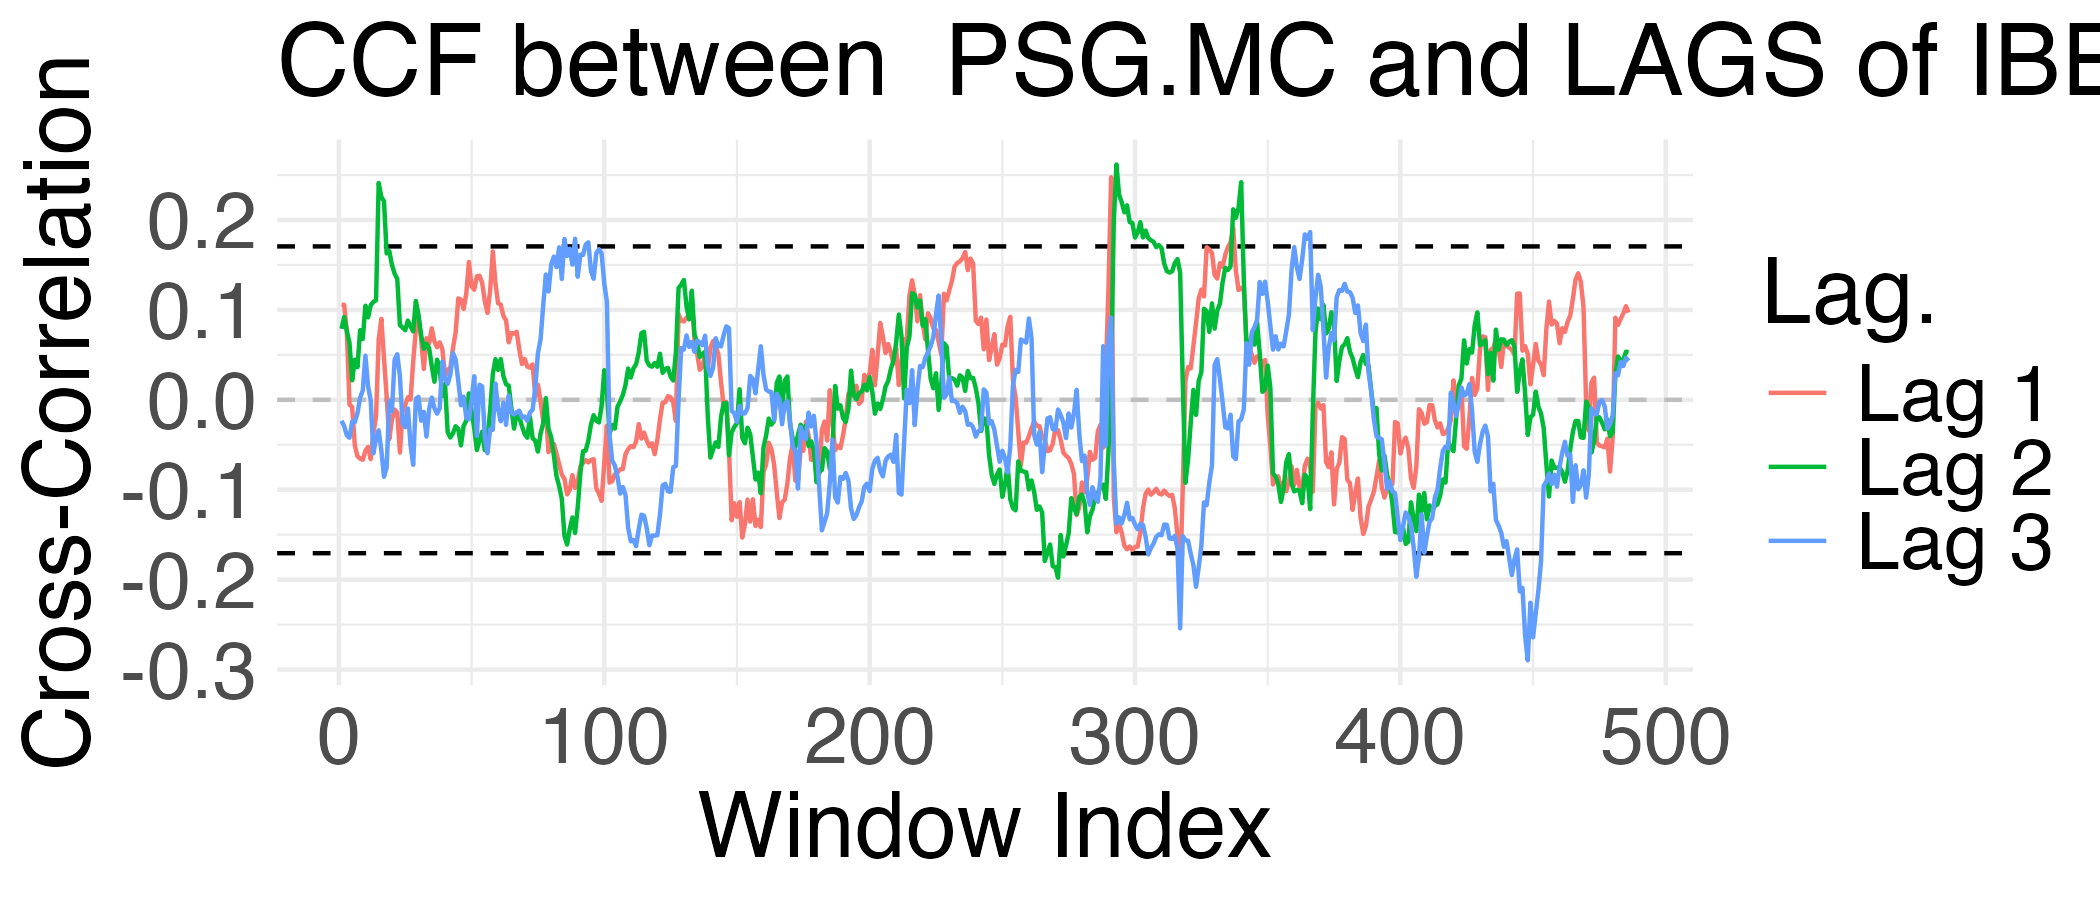 CCF between  PSG.MC and LAGS of IBE
Cross-Correlation
0.2
0.1
0.0
-0.1
-0.2
-0.3
0 100 200 300 400 500
Window Index
Lag.
Lag 1
Lag 2
Lag 3